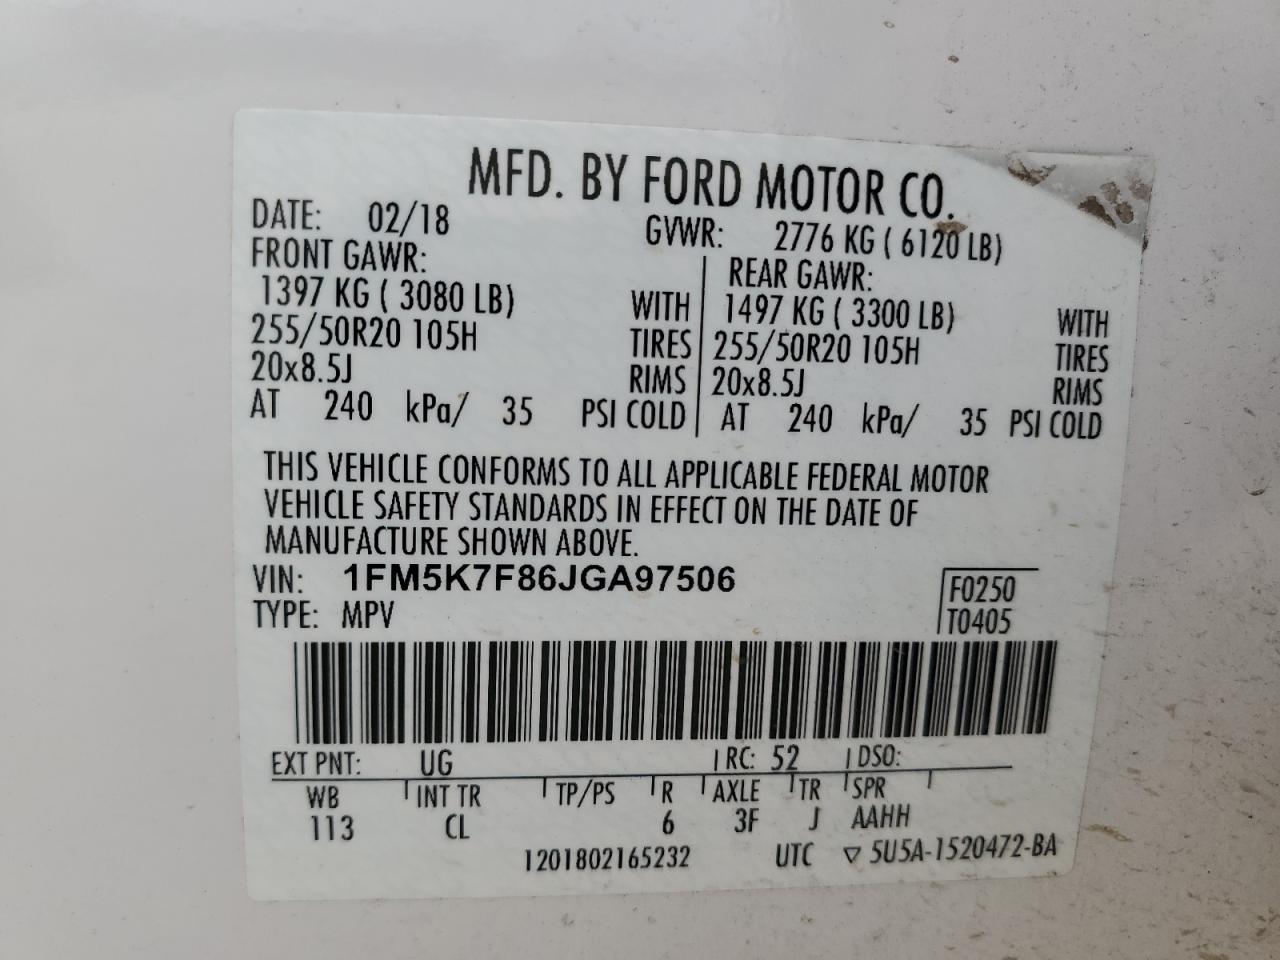 MFD. BY FORD MOTOR CO.
DATE: 02/18 GVWR: 2776 KG ( 6120 LB)
FRONT GAWR: REAR GAWR:
1397 KG ( 3080 LB) WITH 1497 KG ( 3300 LB) WITH
255/50R20 105H TIRES 255/50R20 105H TIRES
20x8.5J RIMS 20x8.5J RIMS
AT 240 kPa/ 35 PSI COLD AT 240 kPa/ 35 PSI COLD
THIS VEHICLE CONFORMS TO ALL APPLICABLE FEDERAL MOTOR
VEHICLE SAFETY STANDARDS IN EFFECT ON THE DATE OF
MANUFACTURE SHOWN ABOVE.
VIN: 1FM5K7F86JGA97506 F0250
TYPE: MPV T0405
EXT PNT: UG RC: 52 DSO:
WB INT TR TP/PS R AXLE TR SPR
113 CL 6 3F J AAHH
1201802165232 UTC ▽ 5U5A-1520472-BA